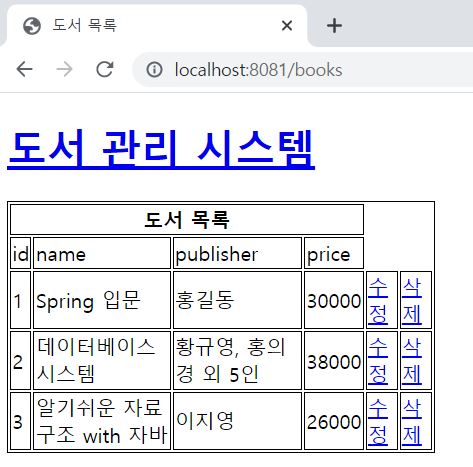 도서 목록
localhost:8081/books
도서 관리 시스템
도서 목록
id name publisher price
1 Spring 입문 홍길동 30000 수정 삭제
2 데이터베이스 시스템 황규영, 홍의경 외 5인 38000 수정 삭제
3 알기쉬운 자료구조 with 자바 이지영 26000 수정 삭제